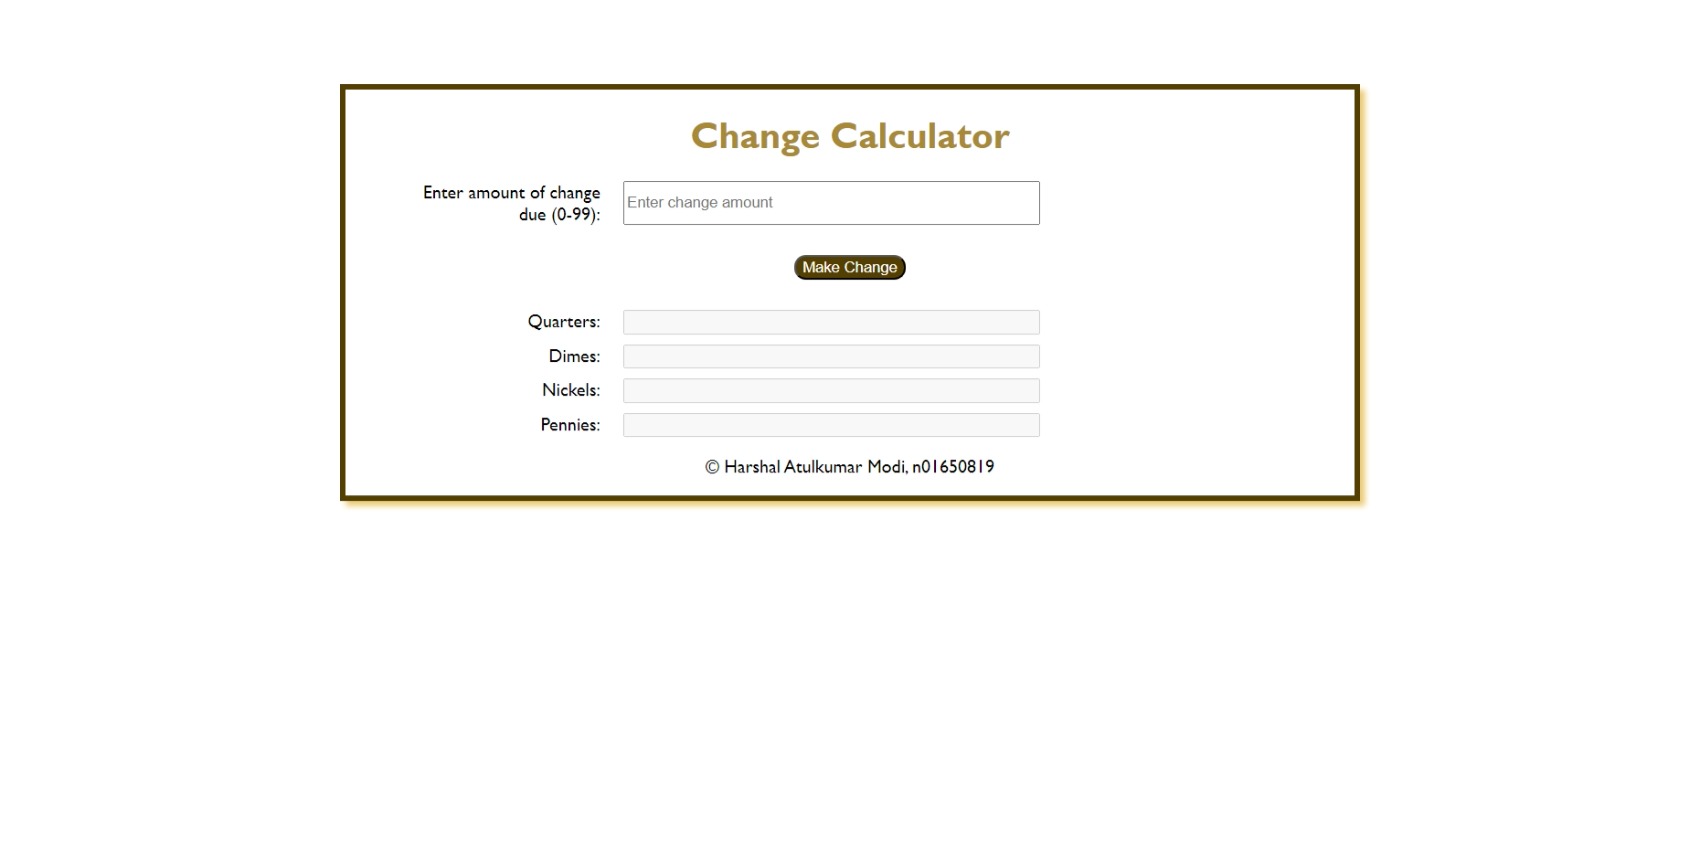 Change Calculator
Enter amount of change
due (0-99):
Enter change amount
Make Change
Quarters:
Dimes:
Nickels:
Pennies:
© Harshal Atulkumar Modi, n01650819